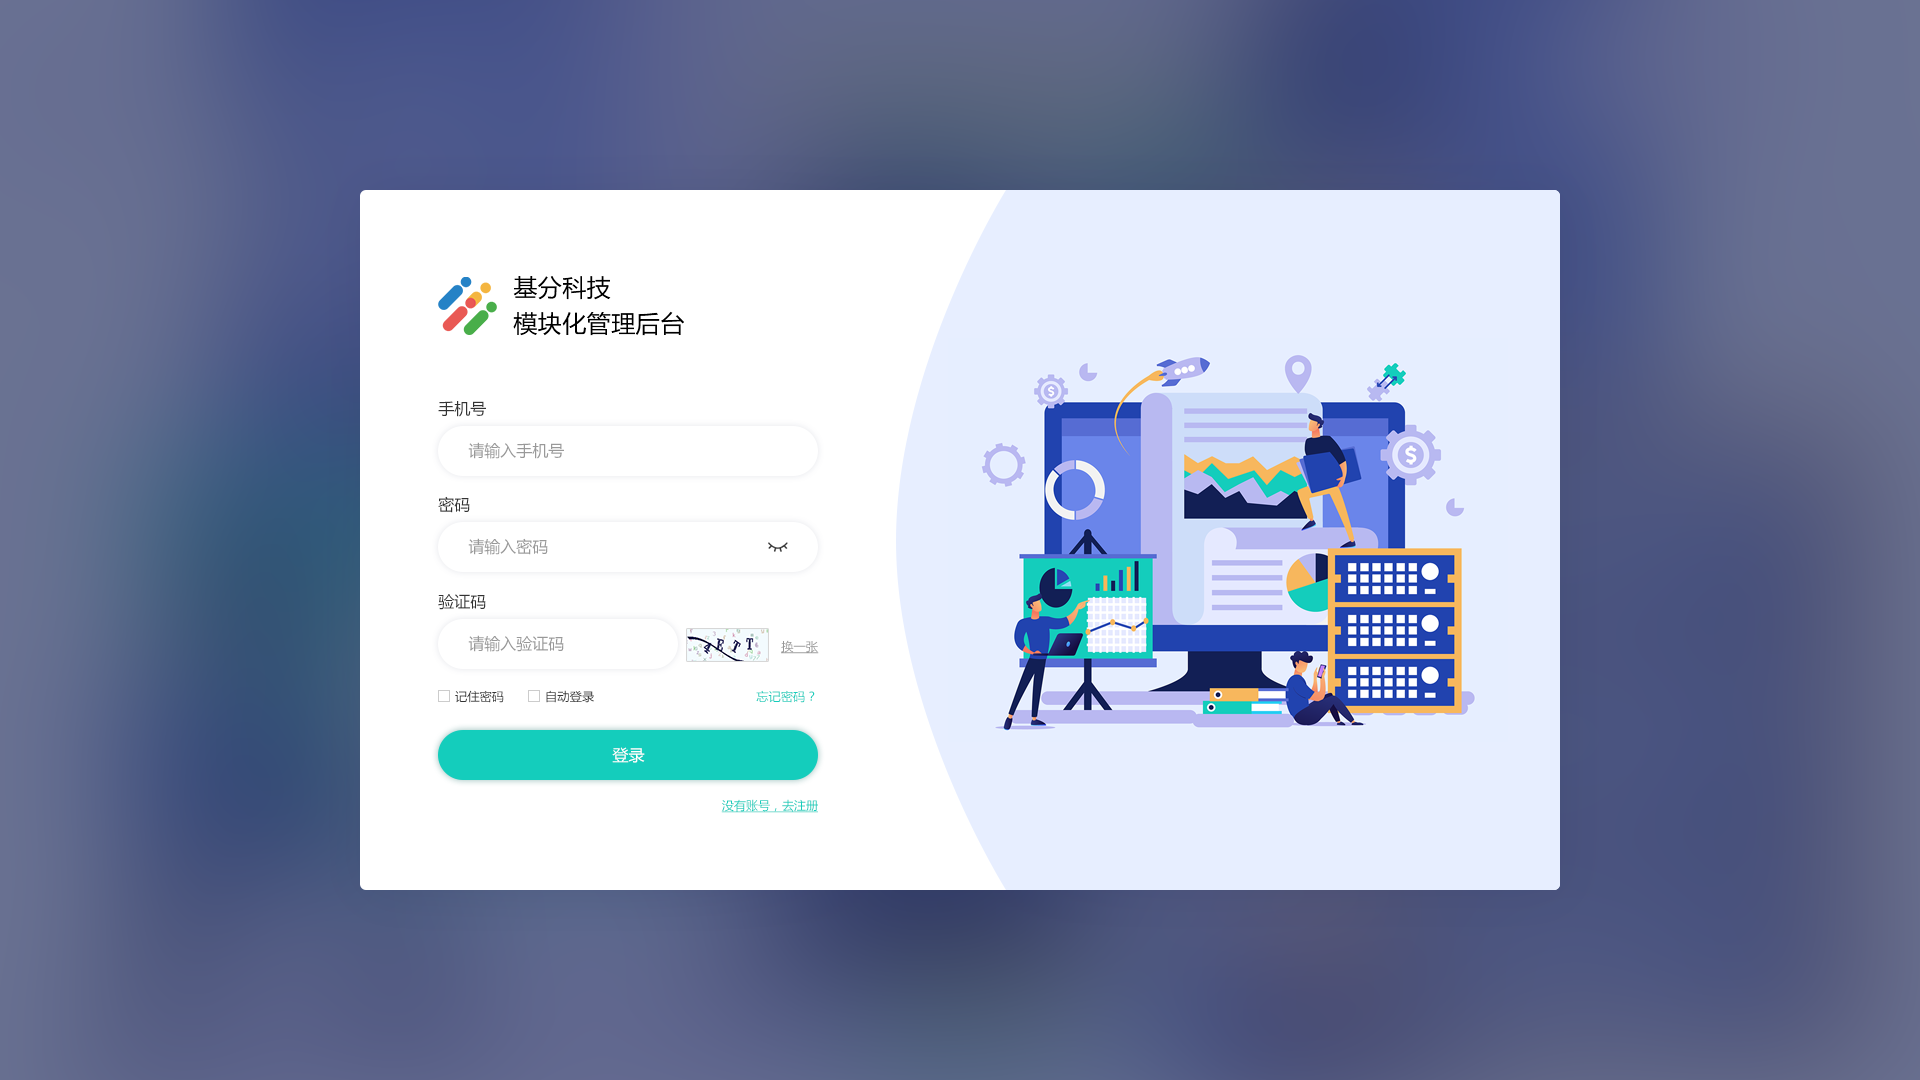 基分科技
模块化管理后台
手机号
请输入手机号
密码
请输入密码
验证码
请输入验证码
换一张
记住密码
自动登录
忘记密码？
登录
没有账号，去注册